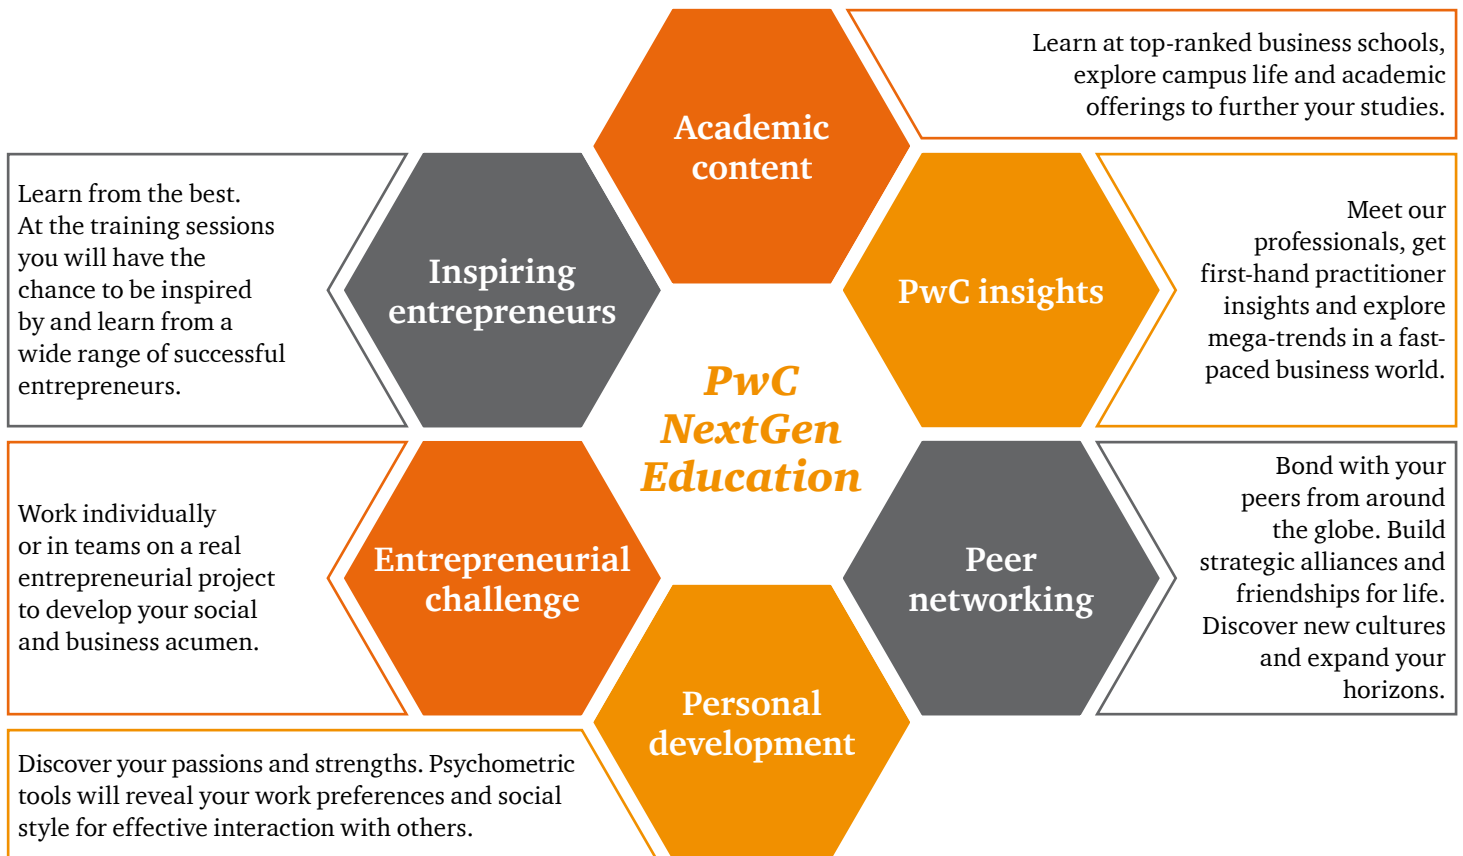 Academic
content
Learn at top-ranked business schools,
explore campus life and academic
offerings to further your studies.
PwC insights
Meet our
professionals, get
first-hand practitioner
insights and explore
mega-trends in a fast-
paced business world.
Peer
networking
Bond with your
peers from around
the globe. Build
strategic alliances and
friendships for life.
Discover new cultures
and expand your
horizons.
Personal
development
Discover your passions and strengths. Psychometric
tools will reveal your work preferences and social
style for effective interaction with others.
Entrepreneurial
challenge
Work individually
or in teams on a real
entrepreneurial project
to develop your social
and business acumen.
Inspiring
entrepreneurs
Learn from the best.
At the training sessions
you will have the
chance to be inspired
by and learn from a
wide range of successful
entrepreneurs.
PwC
NextGen
Education